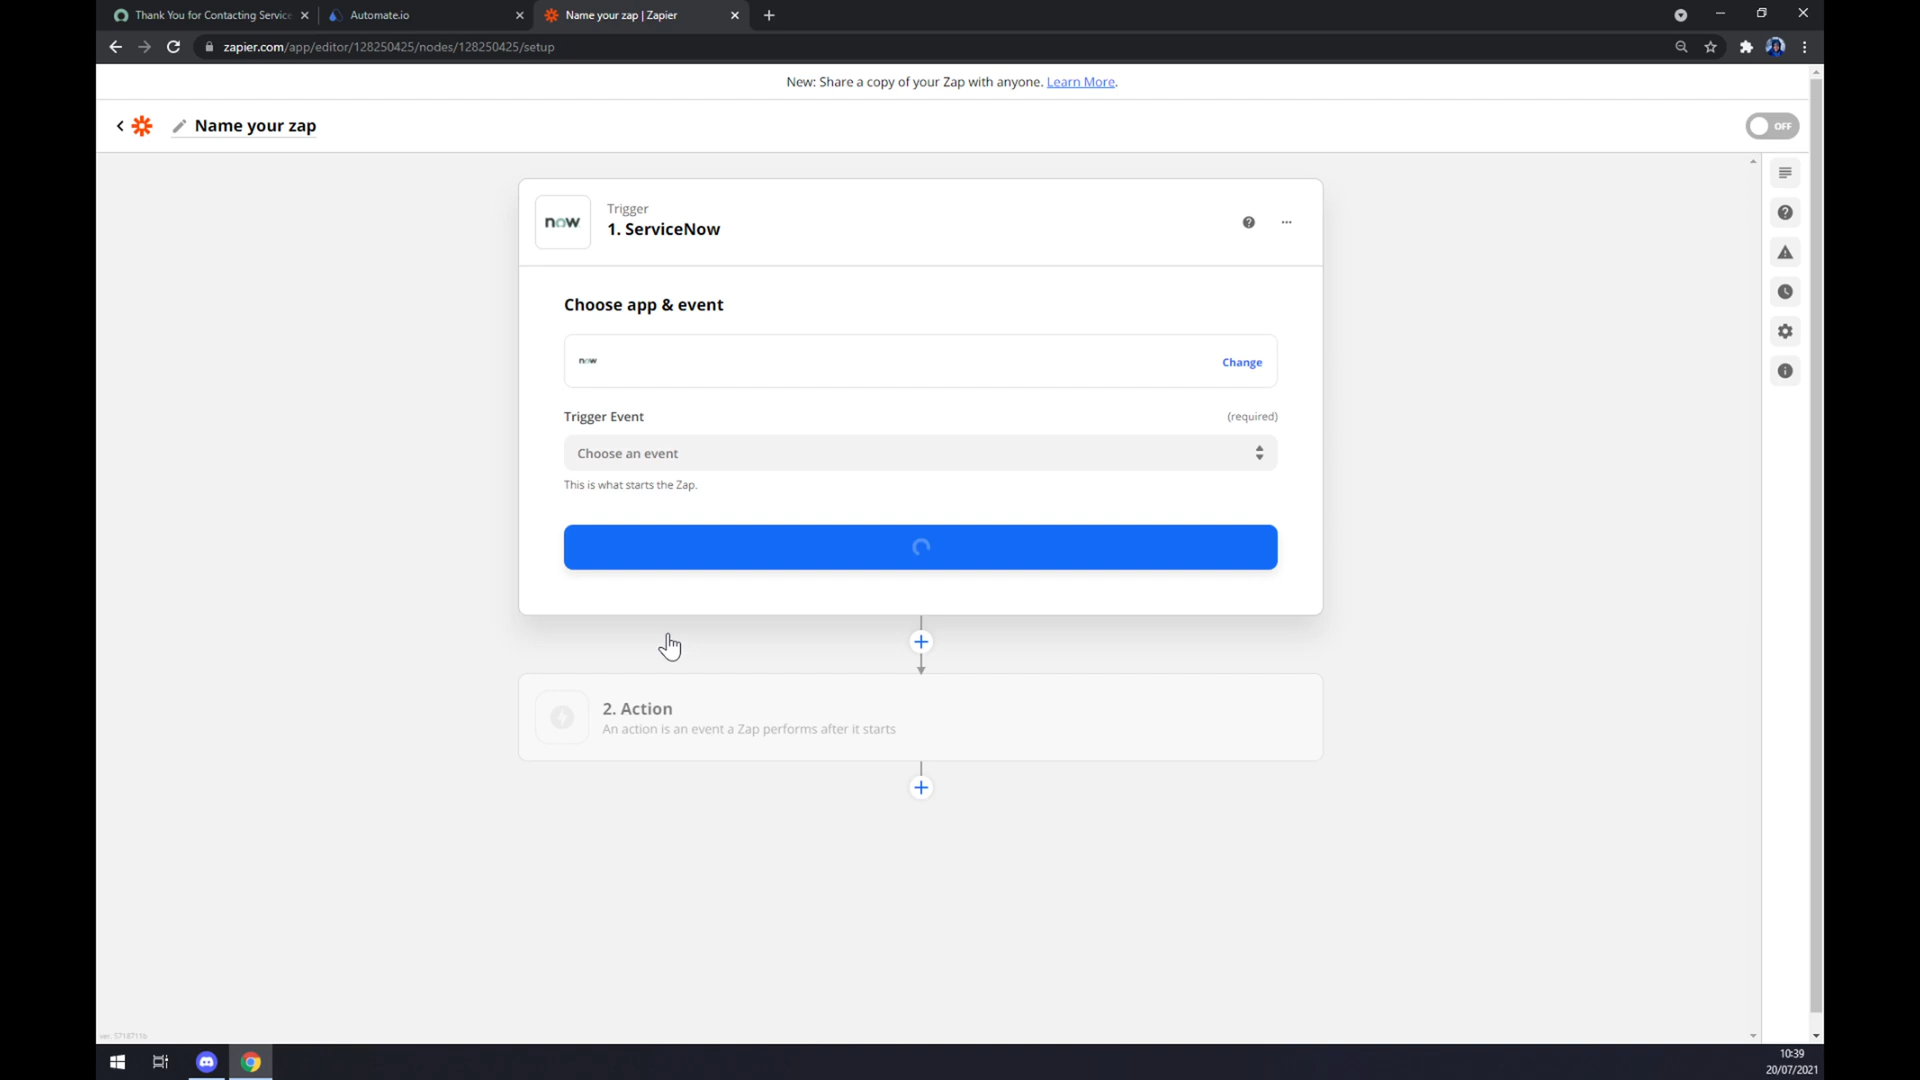 Thank You for Contacting Service
Automate.io
Name your zap | Zapier
zapier.com/app/editor/128250425/nodes/128250425/setup
New: Share a copy of your Zap with anyone. Learn More.
Name your zap
OFF
now
Trigger
1. ServiceNow
Choose app & event
now
Change
Trigger Event
(required)
Choose an event
This is what starts the Zap.
2. Action
An action is an event a Zap performs after it starts
ver. 5718711b
10:39
20/07/2021